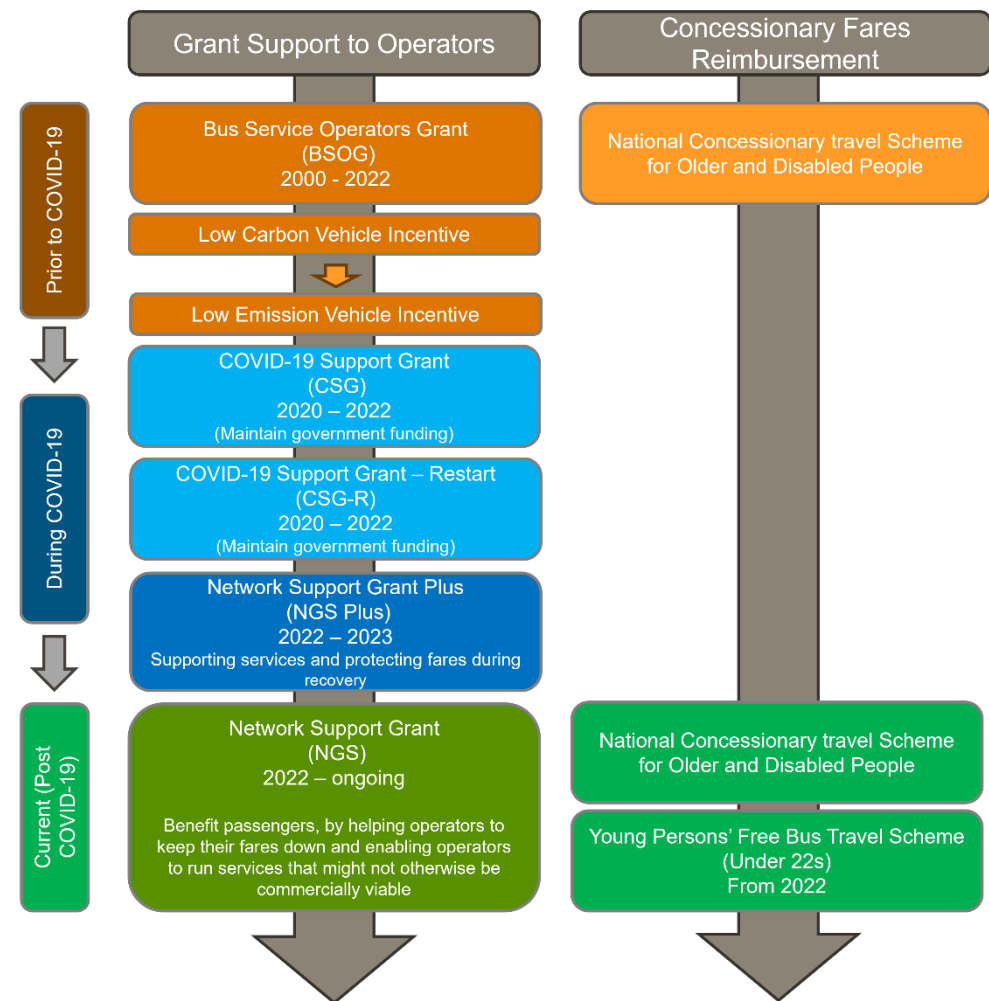 Grant Support to Operators
Concessionary Fares
Reimbursement
Prior to COVID-19
Bus Service Operators Grant
(BSOG)
2000 - 2022
National Concessionary travel Scheme
for Older and Disabled People
Low Carbon Vehicle Incentive
Low Emission Vehicle Incentive
During COVID-19
COVID-19 Support Grant
(CSG)
2020 – 2022
(Maintain government funding)
COVID-19 Support Grant – Restart
(CSG-R)
2020 – 2022
(Maintain government funding)
Network Support Grant Plus
(NGS Plus)
2022 – 2023
Supporting services and protecting fares during
recovery
Current (Post
COVID-19)
Network Support Grant
(NGS)
2022 – ongoing
Benefit passengers, by helping operators to
keep their fares down and enabling operators
to run services that might not otherwise be
commercially viable
National Concessionary travel Scheme
for Older and Disabled People
Young Persons’ Free Bus Travel Scheme
(Under 22s)
From 2022